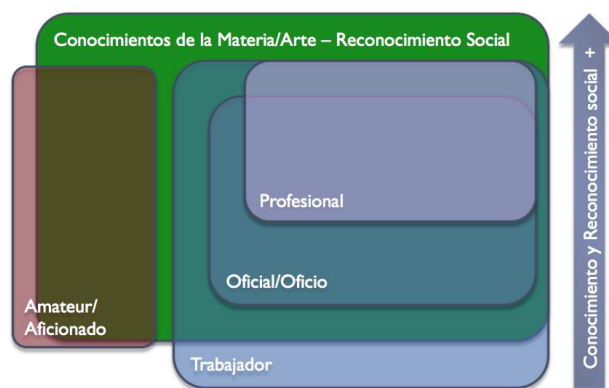 Conocimientos de la Materia/Arte – Reconocimiento Social
Profesional
Oficial/Oficio
Amateur/
Aficionado
Trabajador
Conocimiento y Reconocimiento social +